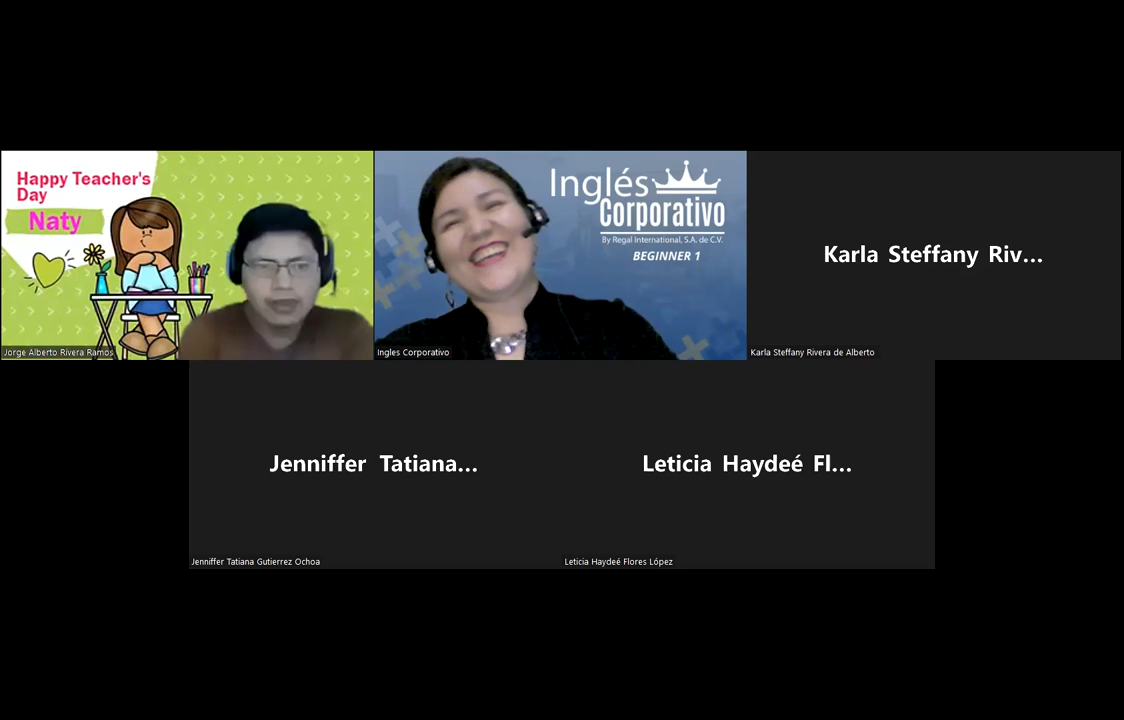 Happy Teacher's
Day
Naty
Jorge Alberto Rivera Ramos
Inglés
Corporativo
By Regal International, S.A. de C.V.
BEGINNER 1
Ingles Corporativo
Karla Steffany Riv...
Karla Steffany Rivera de Alberto
Jenniffer Tatiana...
Jenniffer Tatiana Gutierrez Ochoa
Leticia Haydeé Fl...
Leticia Haydeé Flores López